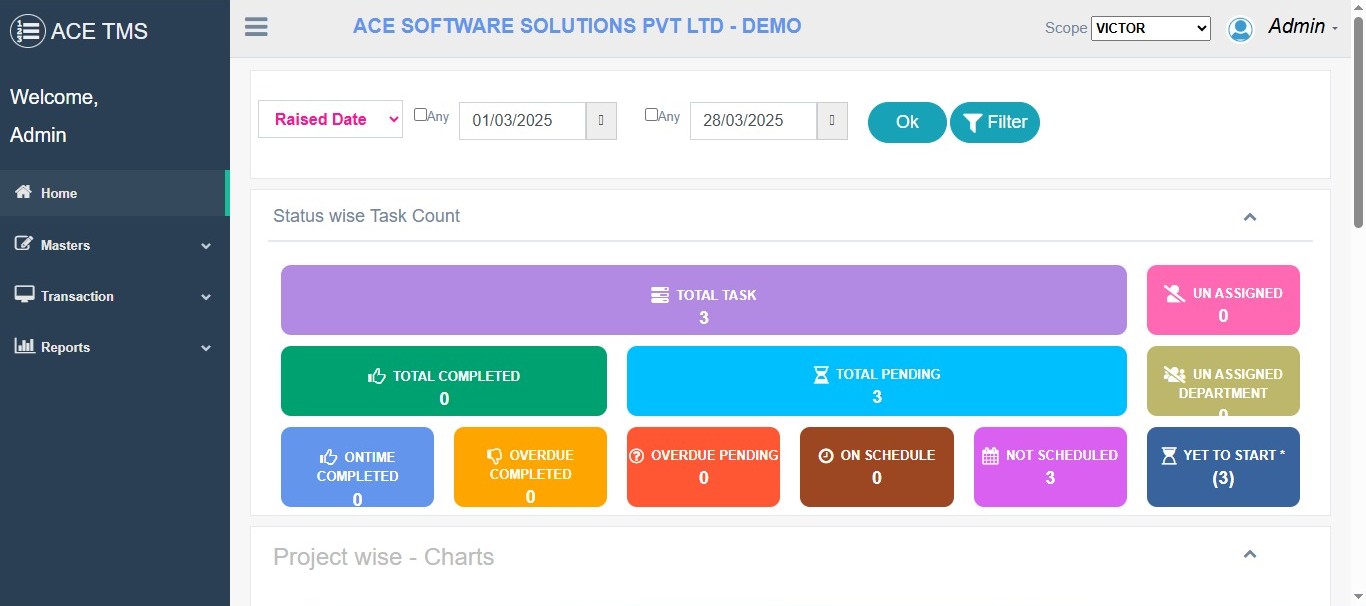 ACE TMS
Welcome,
Admin
Home
Masters
Transaction
Reports
ACE SOFTWARE SOLUTIONS PVT LTD - DEMO
Scope VICTOR Admin
Raised Date Any 01/03/2025 Any 28/03/2025 Ok Filter
Status wise Task Count
TOTAL TASK
3
UN ASSIGNED
0
TOTAL COMPLETED
0
TOTAL PENDING
3
UN ASSIGNED
DEPARTMENT
0
ONTIME
COMPLETED
0
OVERDUE
COMPLETED
0
OVERDUE PENDING
0
ON SCHEDULE
0
NOT SCHEDULED
3
YET TO START *
(3)
Project wise - Charts